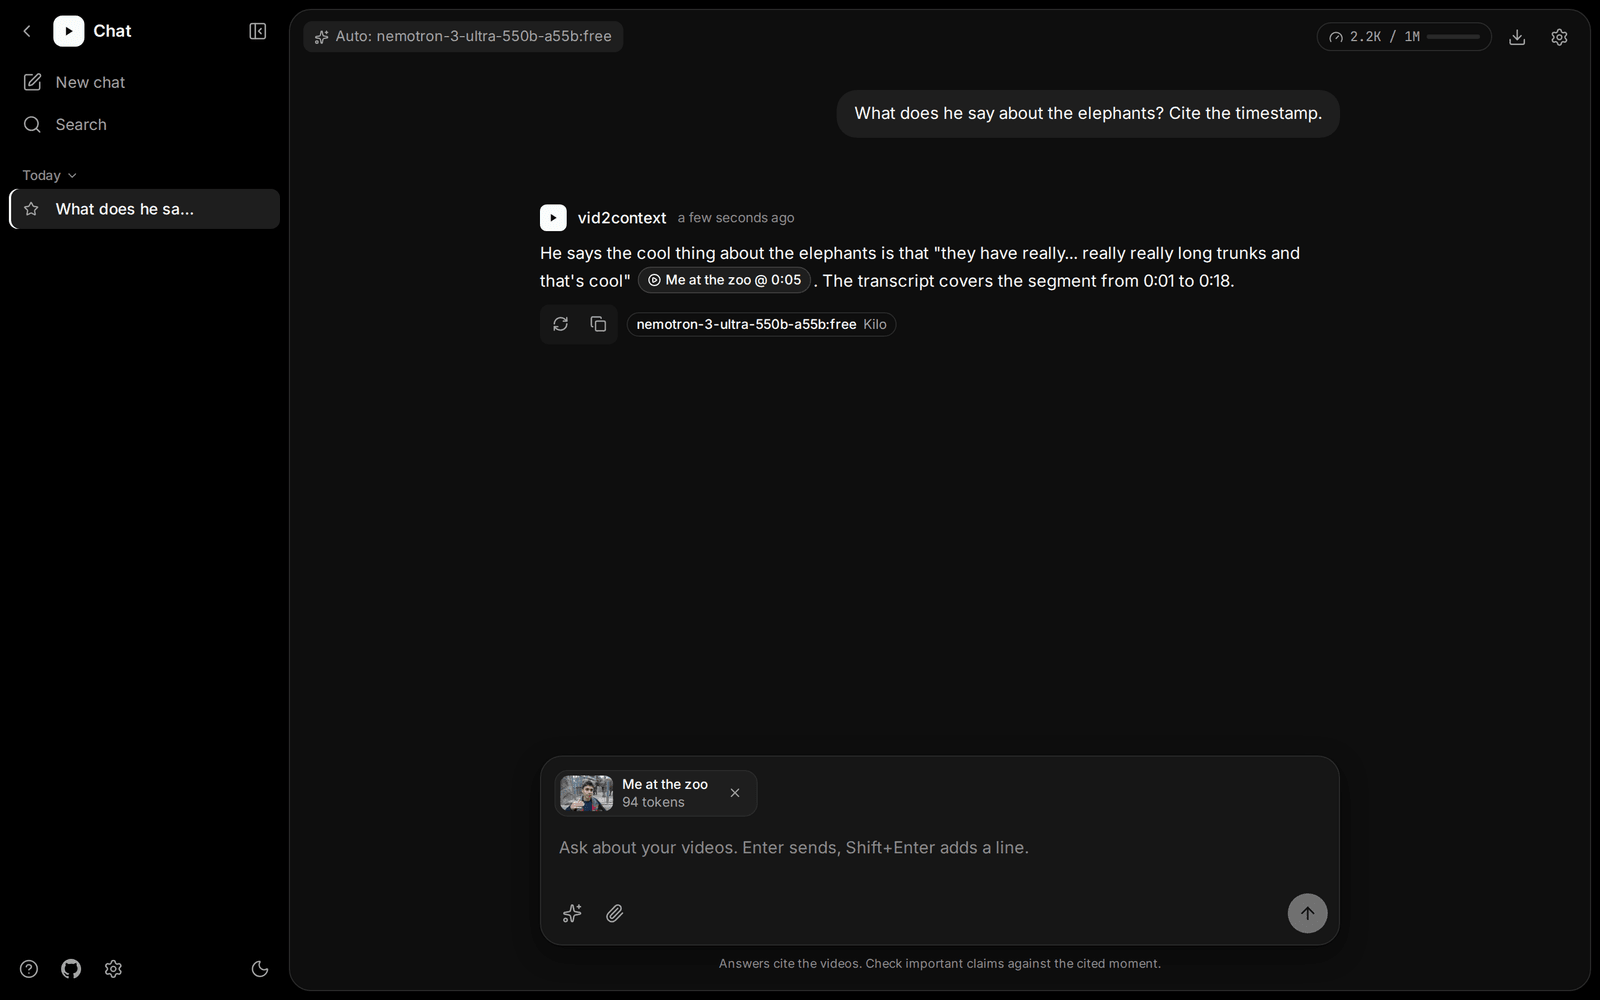 Chat
New chat
Search
Today
What does he sa...
Auto: nemotron-3-ultra-550b-a55b:free
2.2K / 1M
What does he say about the elephants? Cite the timestamp.
vid2context a few seconds ago
He says the cool thing about the elephants is that "they have really... really really long trunks and
that's cool" Me at the zoo @ 0:05 . The transcript covers the segment from 0:01 to 0:18.
nemotron-3-ultra-550b-a55b:free Kilo
Me at the zoo
94 tokens
Ask about your videos. Enter sends, Shift+Enter adds a line.
Answers cite the videos. Check important claims against the cited moment.